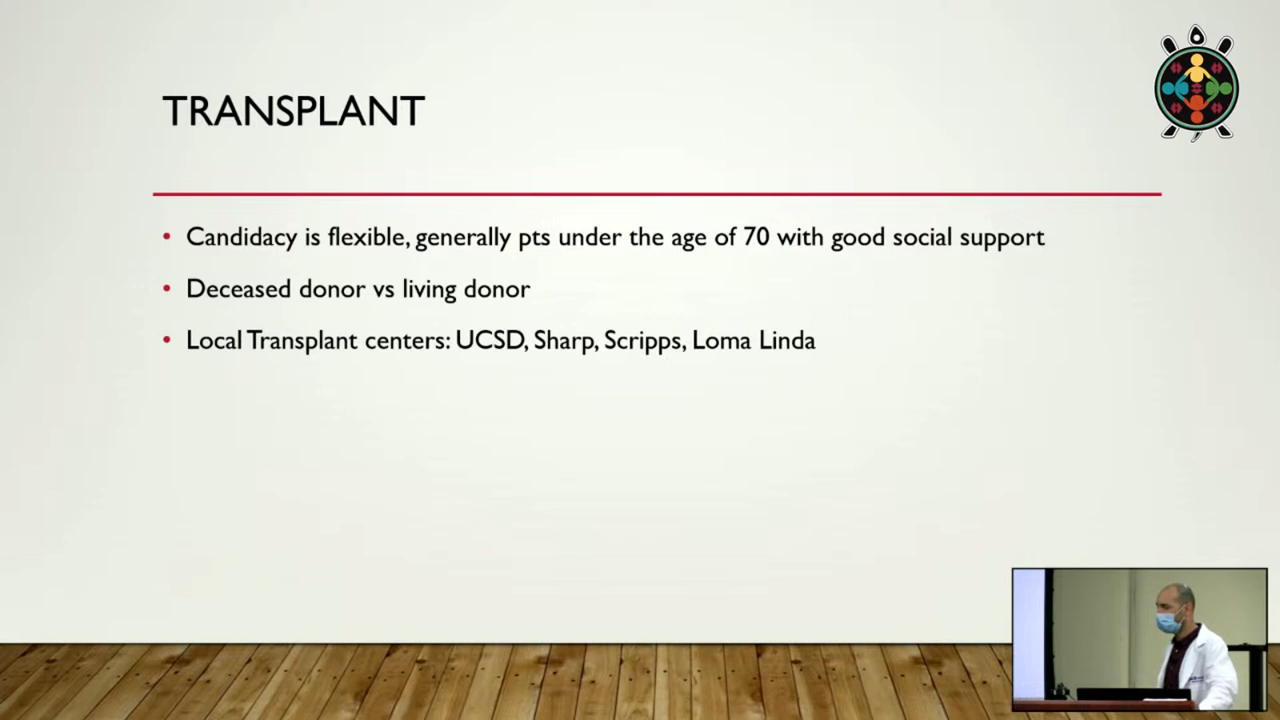 TRANSPLANT
• Candidacy is flexible, generally pts under the age of 70 with good social support
• Deceased donor vs living donor
• Local Transplant centers: UCSD, Sharp, Scripps, Loma Linda